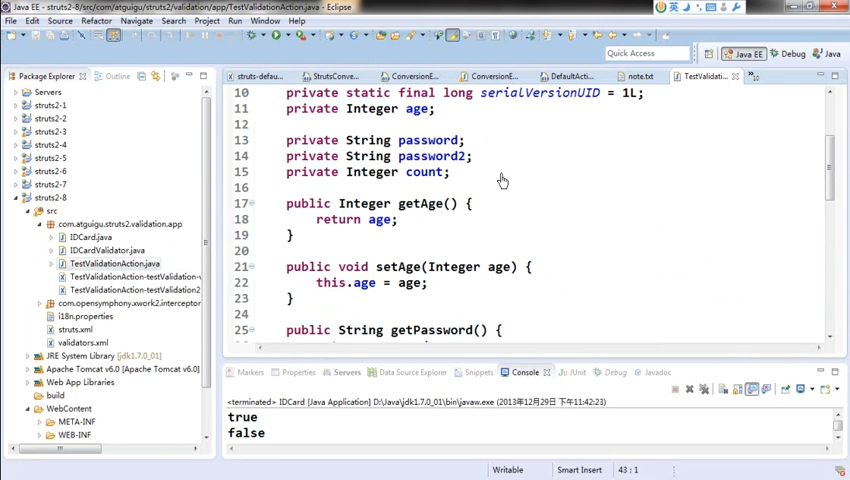 Java EE - struts2-8/src/com/atguigu/struts2/validation/app/TestValidationAction.java - Eclipse
英
File Edit Source Refactor Navigate Search Project Run Window Help
Quick Access Java EE Debug Java
Package Explorer Outline
Servers
struts2-1
struts2-2
struts2-3
struts2-4
struts2-5
struts2-6
struts2-7
struts2-8
src
com.atguigu.struts2.validation.app
IDCard.java
IDCardValidator.java
TestValidationAction.java
TestValidationAction-testValidation-v
TestValidationAction-testValidation2
com.opensymphony.xwork2.interceptor
i18n.properties
struts.xml
validators.xml
JRE System Library [jdk1.7.0_01]
Apache Tomcat v6.0 [Apache Tomcat v6.0]
Web App Libraries
build
WebContent
META-INF
WEB-INF
struts-defau... StrutsConve... ConversionE... ConversionE... DefaultActi... note.txt TestValidati... »10
10 private static final long serialVersionUID = 1L;
11 private Integer age;
12
13 private String password;
14 private String password2;
15 private Integer count;
16
17 public Integer getAge() {
18 return age;
19 }
20
21 public void setAge(Integer age) {
22 this.age = age;
23 }
24
25 public String getPassword() {
Markers Properties Servers Data Source Explorer Snippets Console JUnit Debug Javadoc
<terminated> IDCard [Java Application] D:\Java\jdk1.7.0_01\bin\javaw.exe (2013年12月29日 下午11:42:23)
true
false
Writable Smart Insert 43 : 1